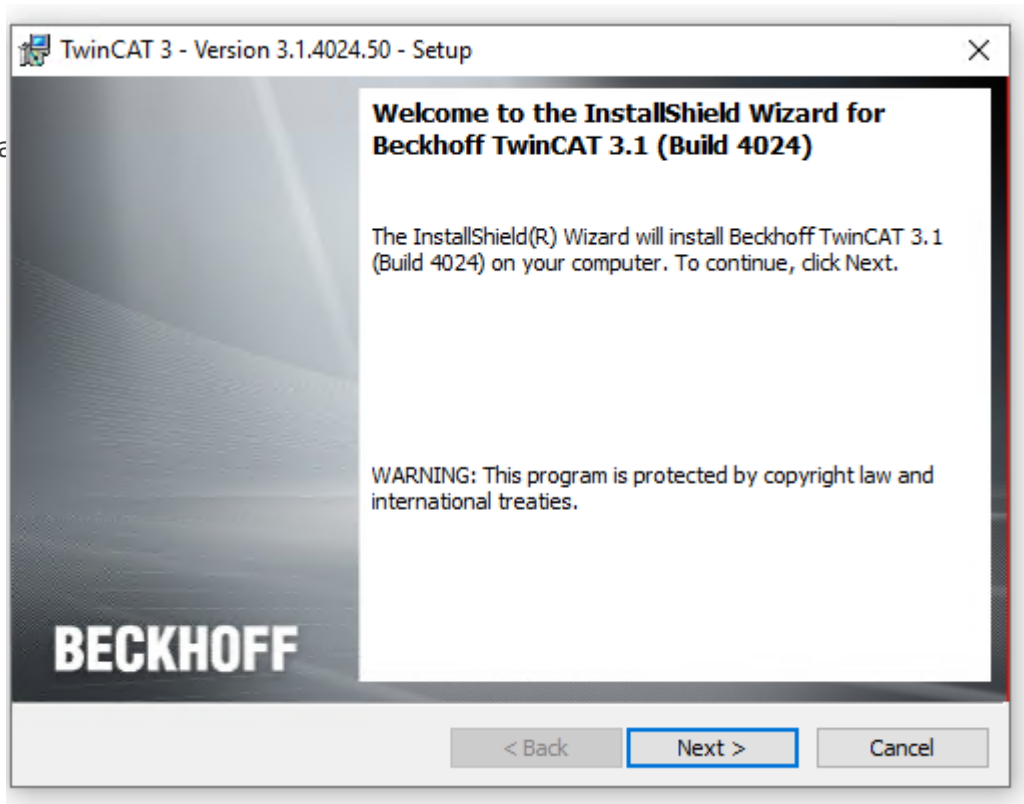 TwinCAT 3 - Version 3.1.4024.50 - Setup
Welcome to the InstallShield Wizard for
Beckhoff TwinCAT 3.1 (Build 4024)
The InstallShield(R) Wizard will install Beckhoff TwinCAT 3.1
(Build 4024) on your computer. To continue, click Next.
WARNING: This program is protected by copyright law and
international treaties.
BECKHOFF
< Back
Next >
Cancel